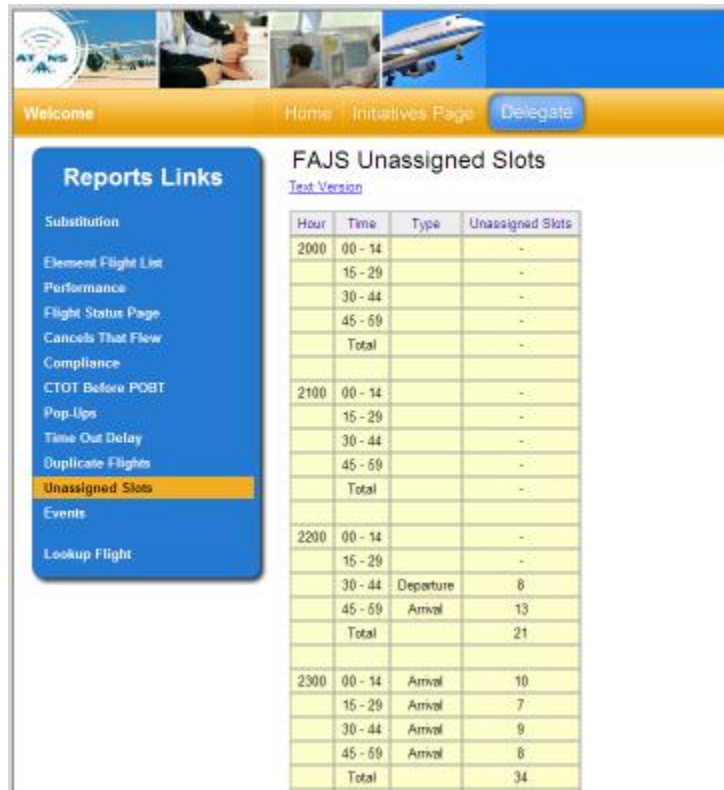 AT NS
Welcome Home Initiatives Page Delegate
Reports Links
Substitution
Element Flight List
Performance
Flight Status Page
Cancels That Flew
Compliance
CTOT Before POBT
Pop-Ups
Time Out Delay
Duplicate Flights
Unassigned Slots
Events
Lookup Flight
FAJS Unassigned Slots
Text Version
Hour Time Type Unassigned Slots
2000 00 - 14 -
15 - 29 -
30 - 44 -
45 - 59 -
Total -
2100 00 - 14 -
15 - 29 -
30 - 44 -
45 - 59 -
Total -
2200 00 - 14 -
15 - 29 -
30 - 44 Departure 8
45 - 59 Arrival 13
Total 21
2300 00 - 14 Arrival 10
15 - 29 Arrival 7
30 - 44 Arrival 9
45 - 59 Arrival 8
Total 34